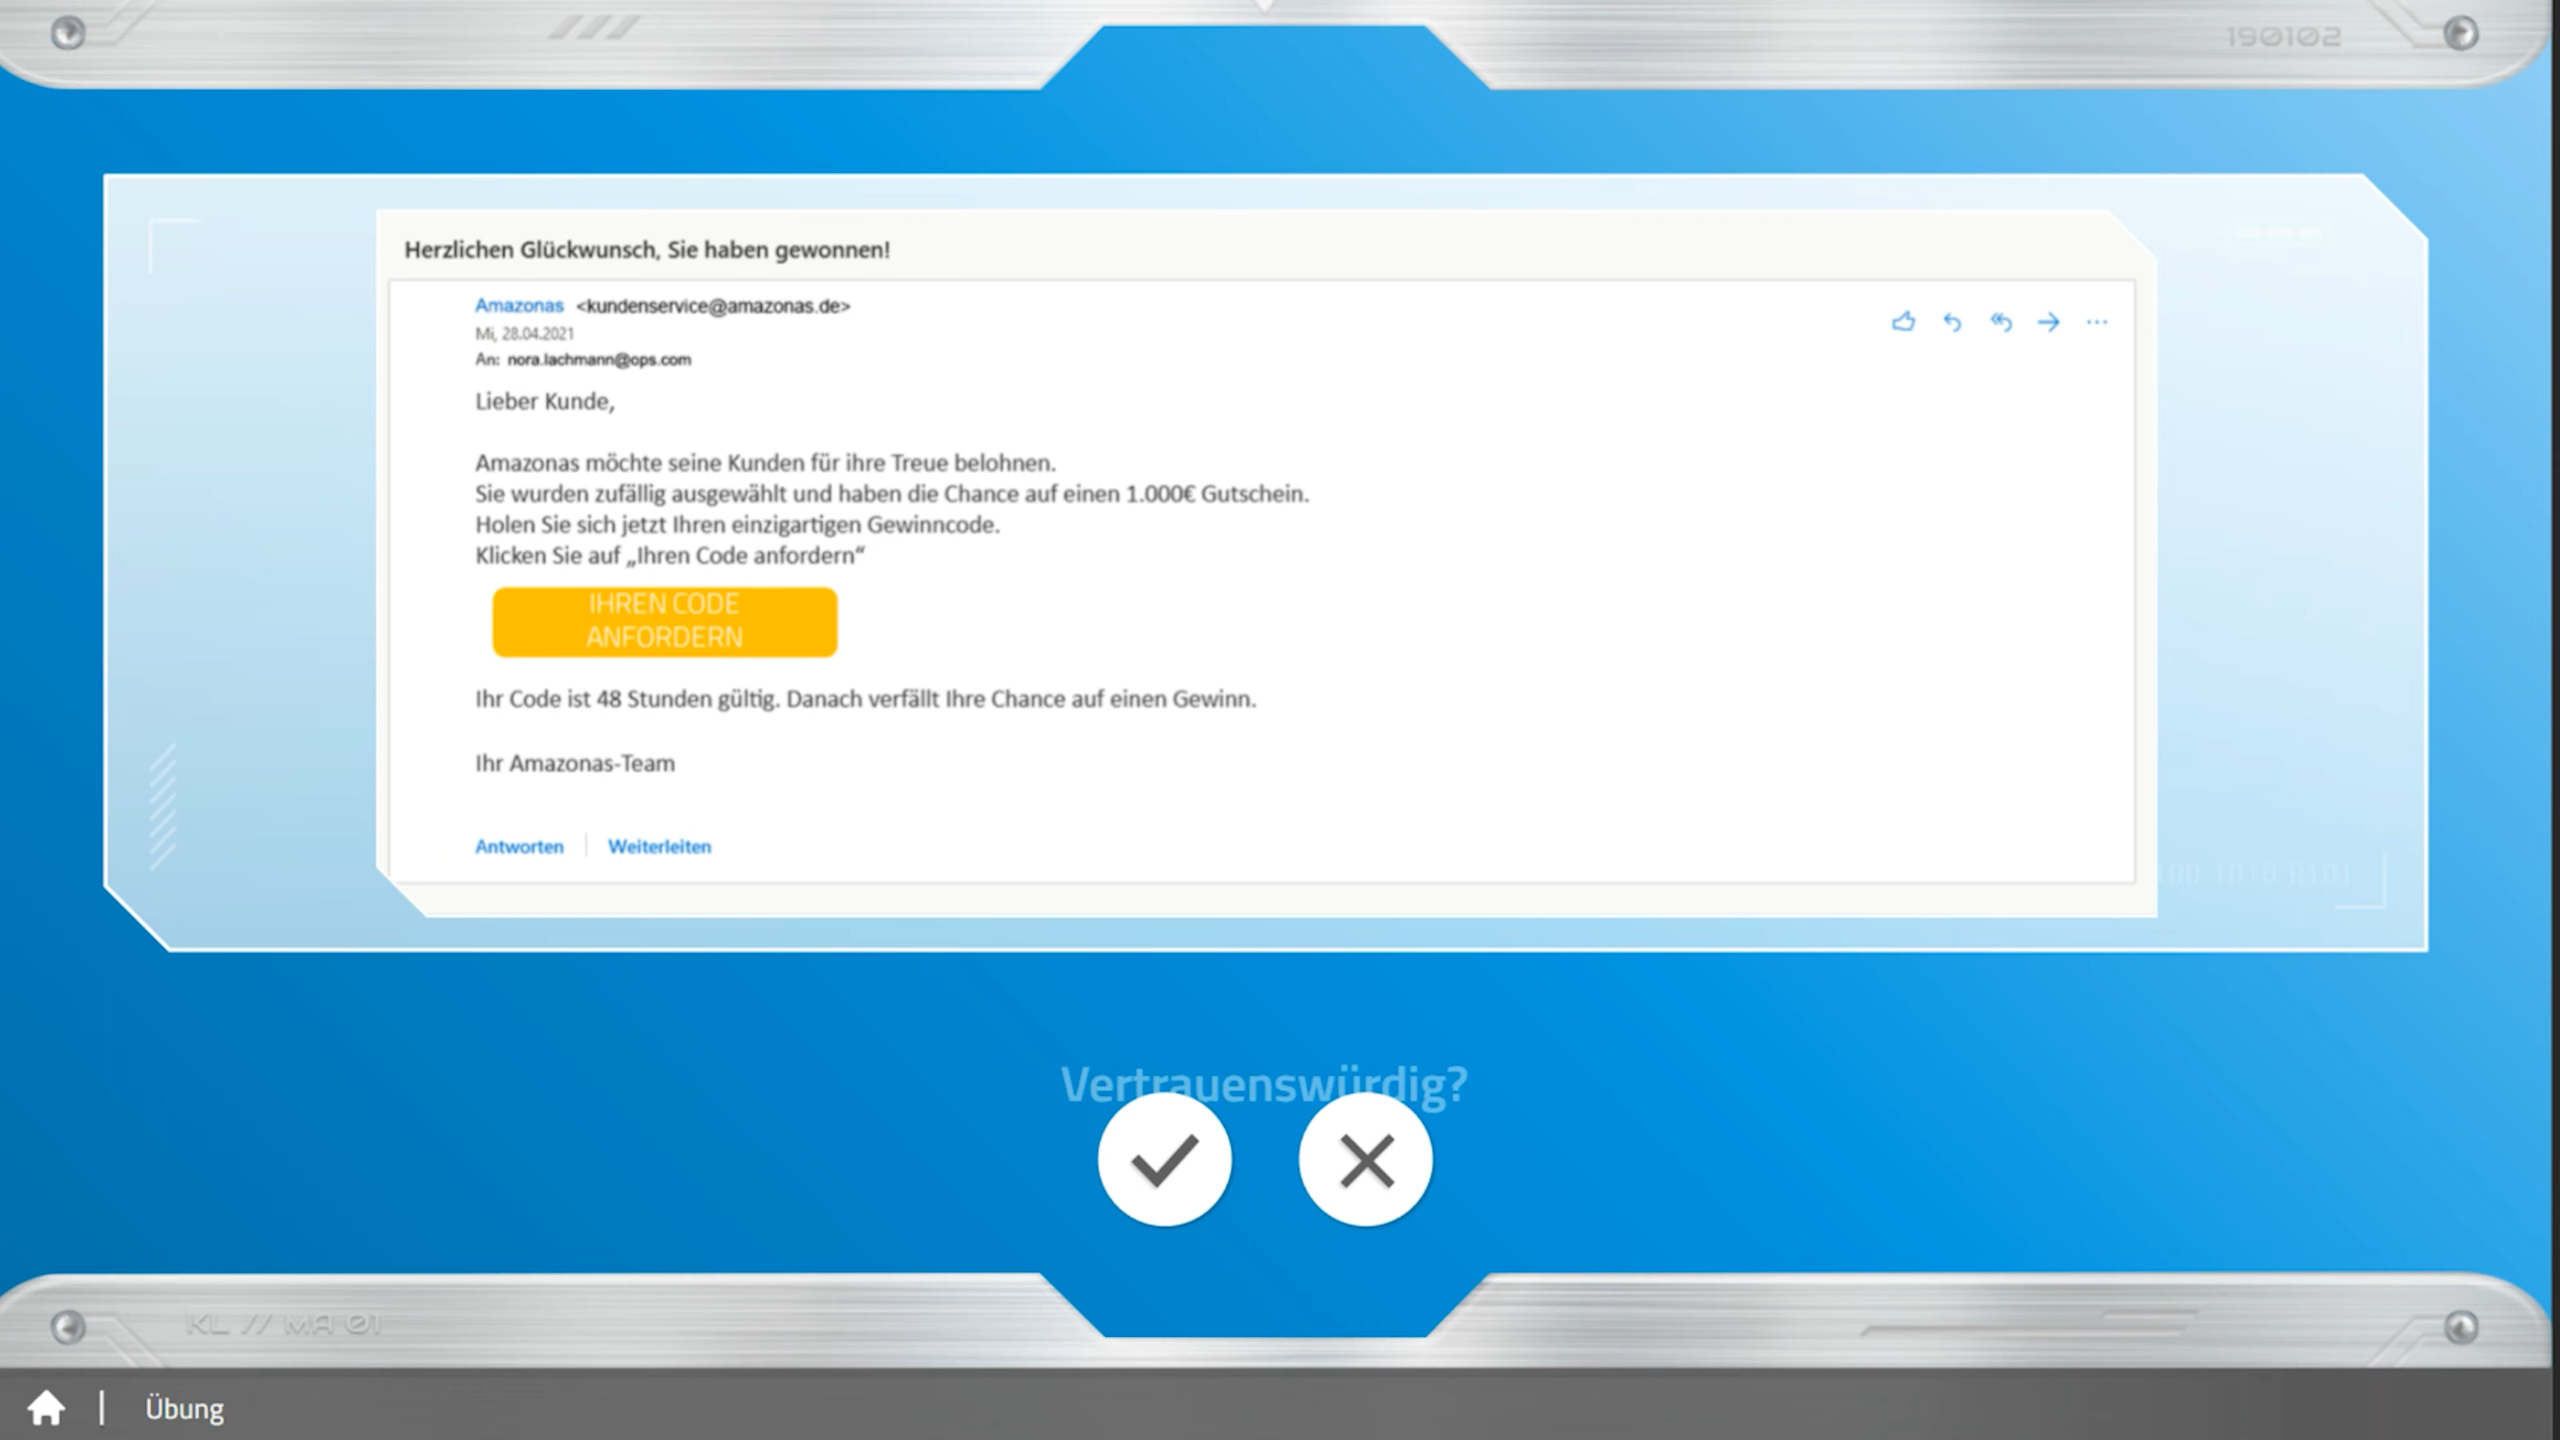 190102
Herzlichen Glückwunsch, Sie haben gewonnen!
Amazonas <kundenservice@amazonas.de>
Mi, 28.04.2021
An: nora.lachmann@ops.com
Lieber Kunde,
Amazonas möchte seine Kunden für ihre Treue belohnen.
Sie wurden zufällig ausgewählt und haben die Chance auf einen 1.000€ Gutschein.
Holen Sie sich jetzt Ihren einzigartigen Gewinncode.
Klicken Sie auf „Ihren Code anfordern“
IHREN CODE
ANFORDERN
Ihr Code ist 48 Stunden gültig. Danach verfällt Ihre Chance auf einen Gewinn.
Ihr Amazonas-Team
Antworten | Weiterleiten
Vertrauenswürdig?
KL // MA 01
Übung